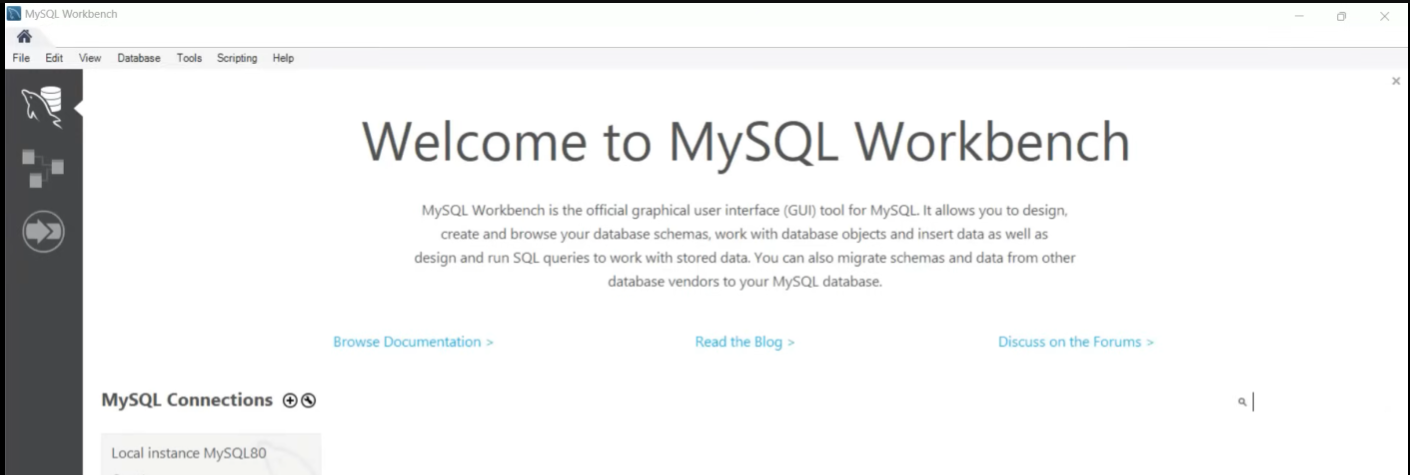 MySQL Workbench
File Edit View Database Tools Scripting Help
Welcome to MySQL Workbench
MySQL Workbench is the official graphical user interface (GUI) tool for MySQL. It allows you to design,
create and browse your database schemas, work with database objects and insert data as well as
design and run SQL queries to work with stored data. You can also migrate schemas and data from other
database vendors to your MySQL database.
Browse Documentation > Read the Blog > Discuss on the Forums >
MySQL Connections
Local instance MySQL80